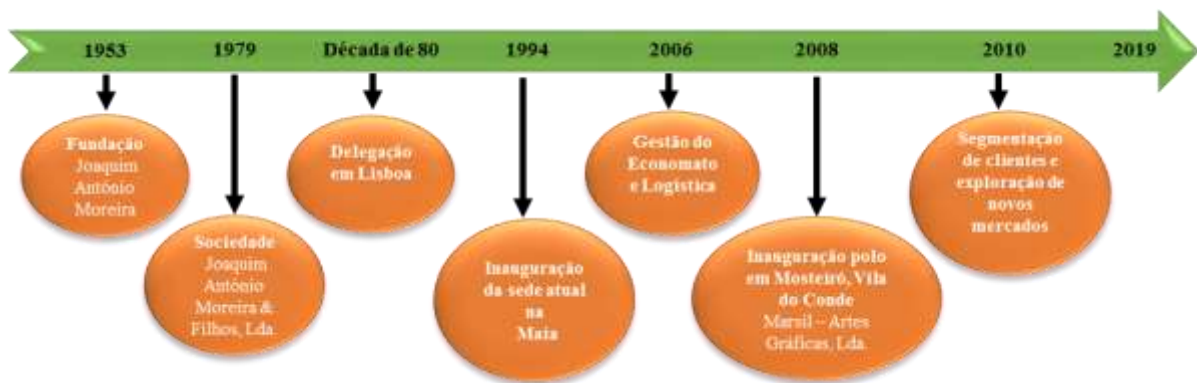 1953 1979 Década de 80 1994 2006 2008 2010 2019
Fundação
Joaquim
António
Moreira
Sociedade
Joaquim
António
Moreira &
Filhos, Lda.
Delegação
em Lisboa
Inauguração
da sede atual
na
Maia
Gestão do
Economato
e Logística
Inauguração polo
em Mosteiró, Vila
do Conde
Marsil – Artes
Gráficas, Lda.
Segmentação
de clientes e
exploração de
novos
mercados